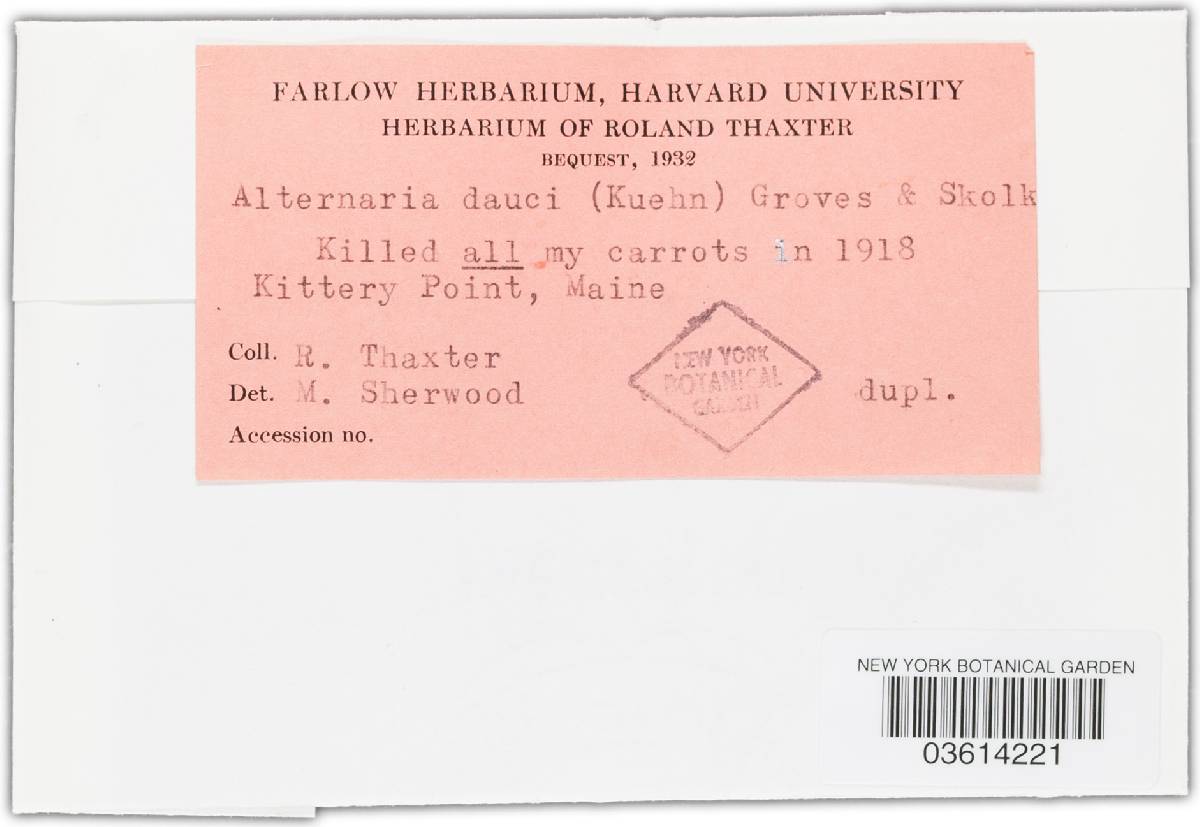 FARLOW HERBARIUM, HARVARD UNIVERSITY
HERBARIUM OF ROLAND THAXTER
BEQUEST, 1932
Alternaria dauci (Kuehn) Groves & Skolk
Killed all my carrots in 1918
Kittery Point, Maine
Coll. R. Thaxter
Det. M. Sherwood
Accession no.
NEW YORK
BOTANICAL
GARDEN
dupl.
NEW YORK BOTANICAL GARDEN
03614221